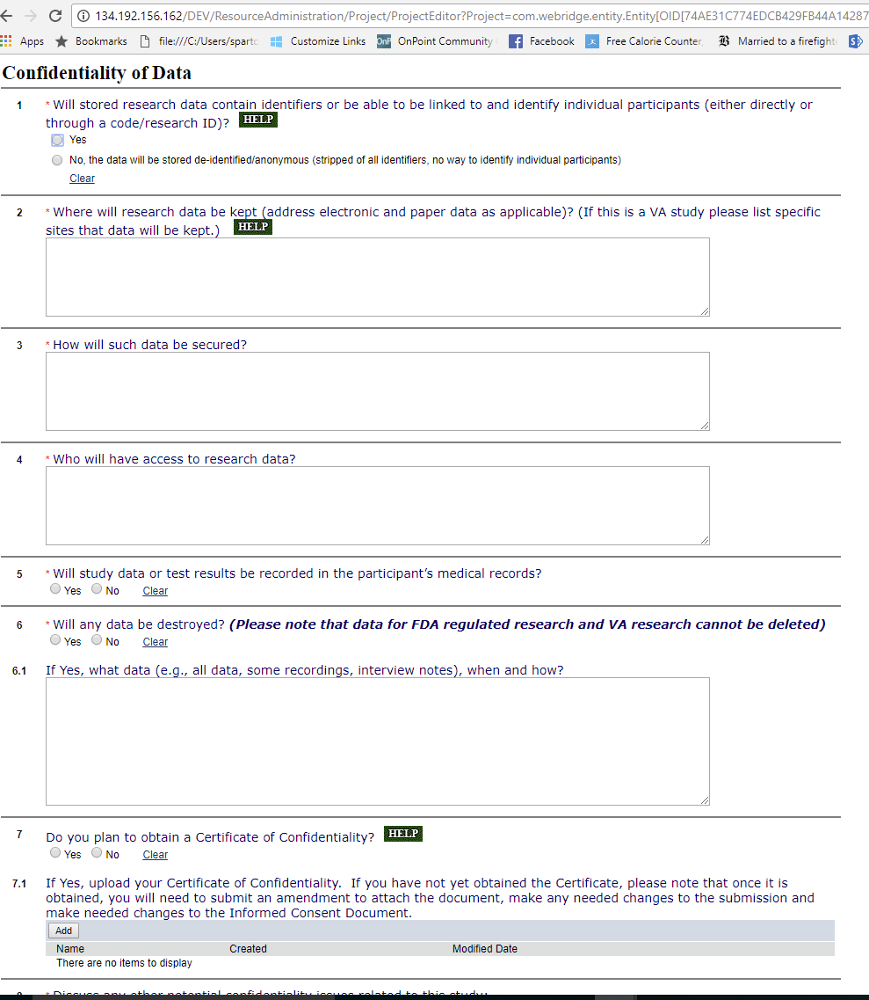 134.192.156.162/DEV/ResourceAdministration/Project/ProjectEditor?Project=com.webridge.entity.Entity[OID[74AE31C774EDCB429FB44A14287
Apps Bookmarks file:///C:/Users/spart Customize Links OnP OnPoint Community Facebook Free Calorie Counter, Married to a firefight
Confidentiality of Data
1 * Will stored research data contain identifiers or be able to be linked to and identify individual participants (either directly or
through a code/research ID)? HELP
Yes
No, the data will be stored de-identified/anonymous (stripped of all identifiers, no way to identify individual participants)
Clear
2 * Where will research data be kept (address electronic and paper data as applicable)? (If this is a VA study please list specific
sites that data will be kept.) HELP
3 * How will such data be secured?
4 * Who will have access to research data?
5 * Will study data or test results be recorded in the participant’s medical records?
Yes No Clear
6 * Will any data be destroyed? (Please note that data for FDA regulated research and VA research cannot be deleted)
Yes No Clear
6.1 If Yes, what data (e.g., all data, some recordings, interview notes), when and how?
7 Do you plan to obtain a Certificate of Confidentiality? HELP
Yes No Clear
7.1 If Yes, upload your Certificate of Confidentiality. If you have not yet obtained the Certificate, please note that once it is
obtained, you will need to submit an amendment to attach the document, make any needed changes to the submission and
make needed changes to the Informed Consent Document.
Add
Name Created Modified Date
There are no items to display
8 * Discuss any other potential confidentiality issues related to this study: